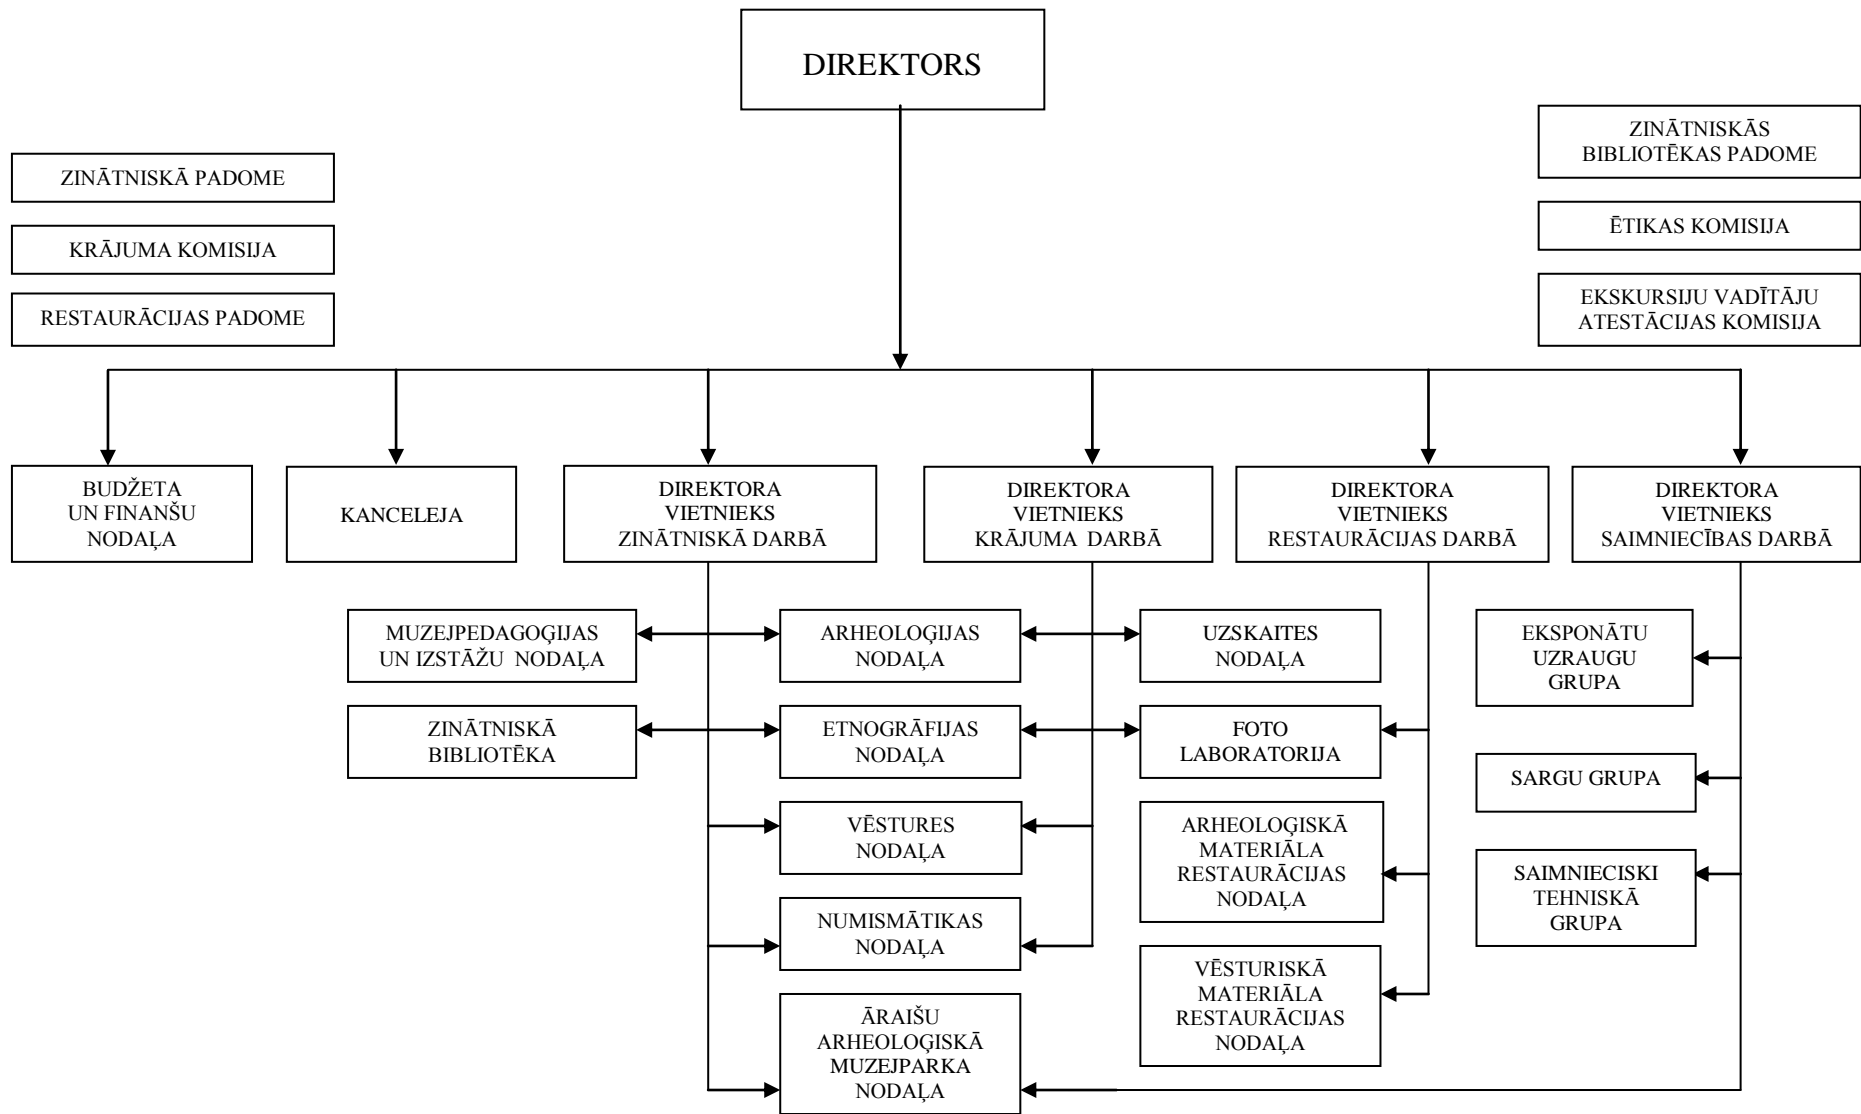 DIREKTORS
ZINĀTNISKĀ PADOME
KRĀJUMA KOMISIJA
RESTAURĀCIJAS PADOME
ZINĀTNISKĀS
BIBLIOTĒKAS PADOME
ĒTIKAS KOMISIJA
EKSKURSIJU VADĪTĀJU
ATESTĀCIJAS KOMISIJA
BUDŽETA
UN FINANŠU
NODAĻA
KANCELEJA
DIREKTORA
VIETNIEKS
ZINĀTNISKĀ DARBĀ
DIREKTORA
VIETNIEKS
KRĀJUMA DARBĀ
DIREKTORA
VIETNIEKS
RESTAURĀCIJAS DARBĀ
DIREKTORA
VIETNIEKS
SAIMNIECĪBAS DARBĀ
MUZEJPEDAGOĢIJAS
UN IZSTĀŽU NODAĻA
ARHEOLOĢIJAS
NODAĻA
UZSKAITES
NODAĻA
EKSPONĀTU
UZRAUGU
GRUPA
ZINĀTNISKĀ
BIBLIOTĒKA
ETNOGRĀFIJAS
NODAĻA
FOTO
LABORATORIJA
SARGU GRUPA
VĒSTURES
NODAĻA
ARHEOLOĢISKĀ
MATERIĀLA
RESTAURĀCIJAS
NODAĻA
SAIMNIECISKI
TEHNISKĀ
GRUPA
NUMISMĀTIKAS
NODAĻA
VĒSTURISKĀ
MATERIĀLA
RESTAURĀCIJAS
NODAĻA
ĀRAIŠU
ARHEOLOĢISKĀ
MUZEJPARKA
NODAĻA